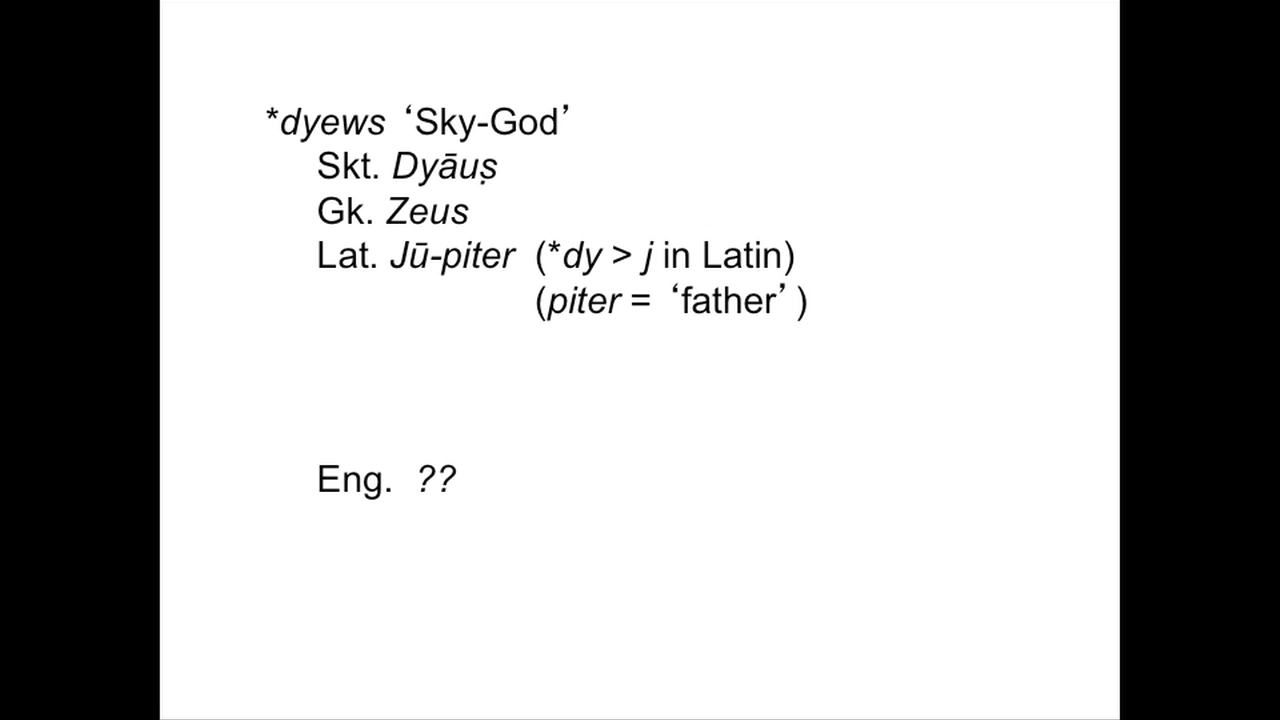 *dyews ‘Sky-God’
Skt. Dyāuṣ
Gk. Zeus
Lat. Jū-piter (*dy > j in Latin)
(piter = ‘father’ )
Eng. ??